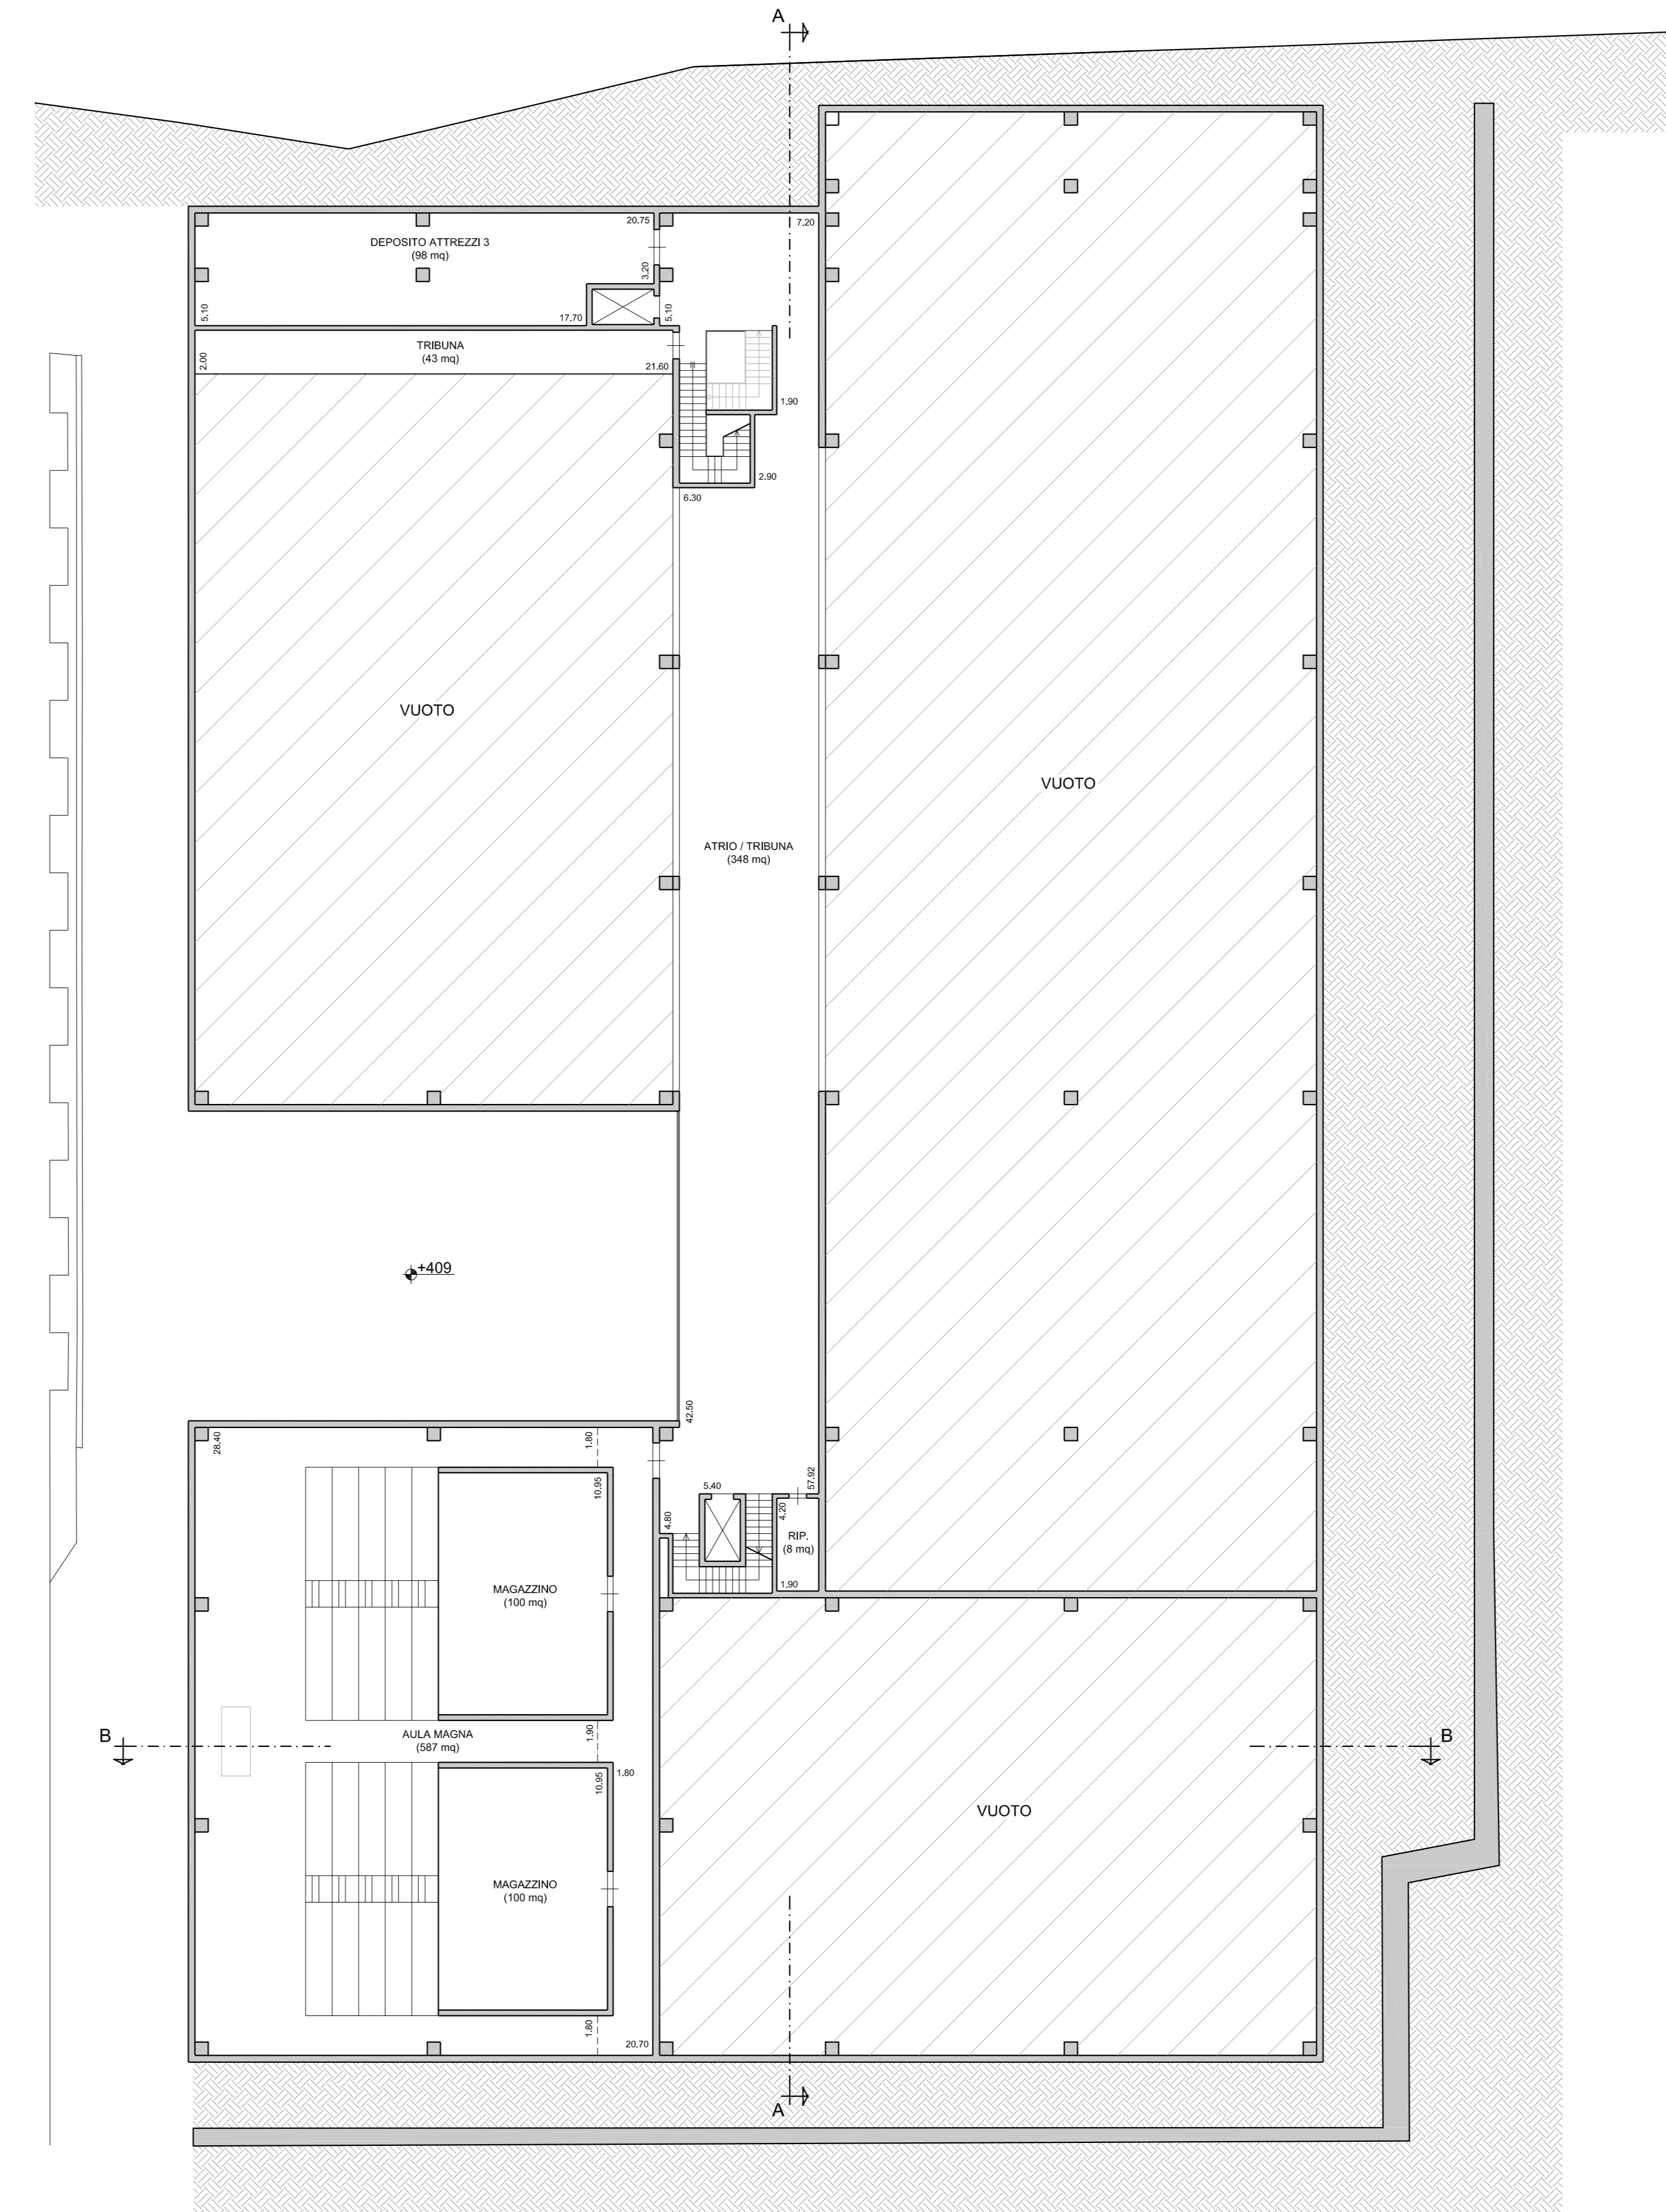 A
7.20
20.75
DEPOSITO ATTREZZI 3
(98 mq)
3.20
5.10
17.70
5.10
TRIBUNA
(43 mq)
2.00
21.60
1.90
2.90
6.30
VUOTO
VUOTO
ATRIO / TRIBUNA
(348 mq)
+409
42.50
28.40
1.80
10.95
5.40
57.92
4.80
4.20
RIP.
(8 mq)
1.90
MAGAZZINO
(100 mq)
B
AULA MAGNA
(587 mq)
1.90
B
10.95
1.80
VUOTO
MAGAZZINO
(100 mq)
1.80
20.70
A